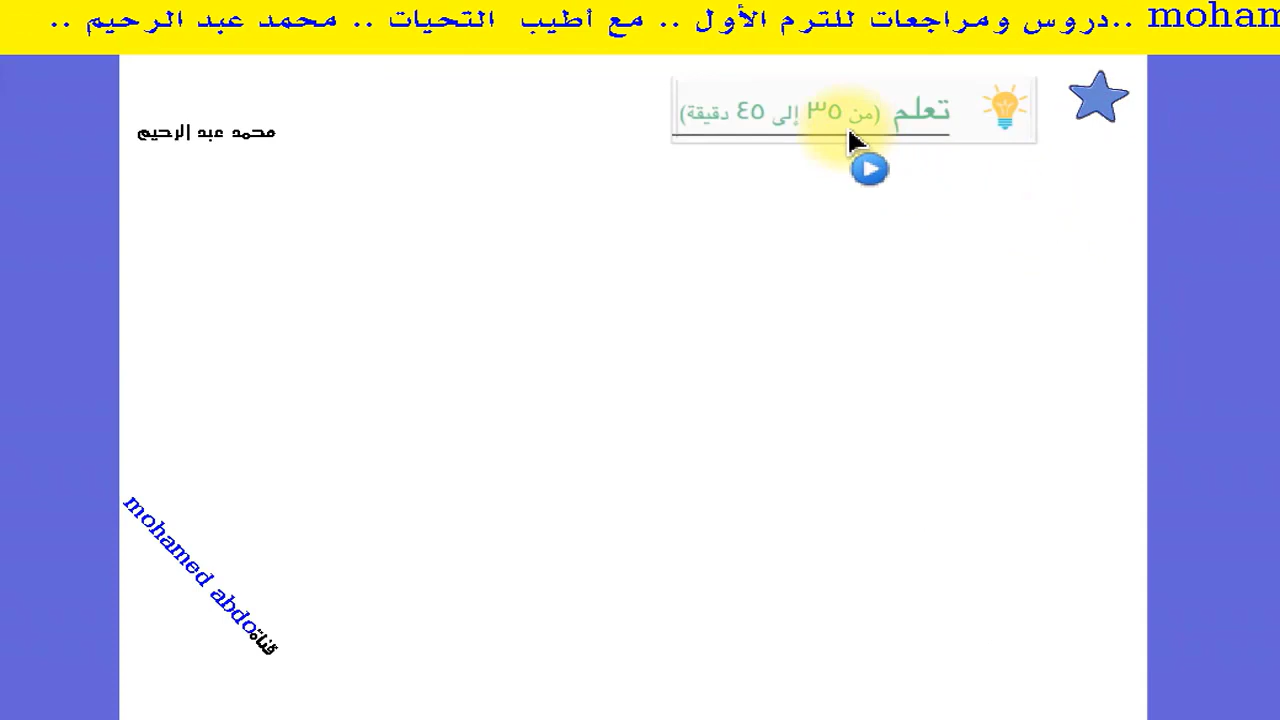 ..دروس ومراجعات للترم الأول .. مع أطيب التحيات .. محمد عبد الرحيم .. moham
تعلم (من ٣٥ إلى ٤٥ دقيقة)
محمد عبد الرحيم
قناة mohamed abdo